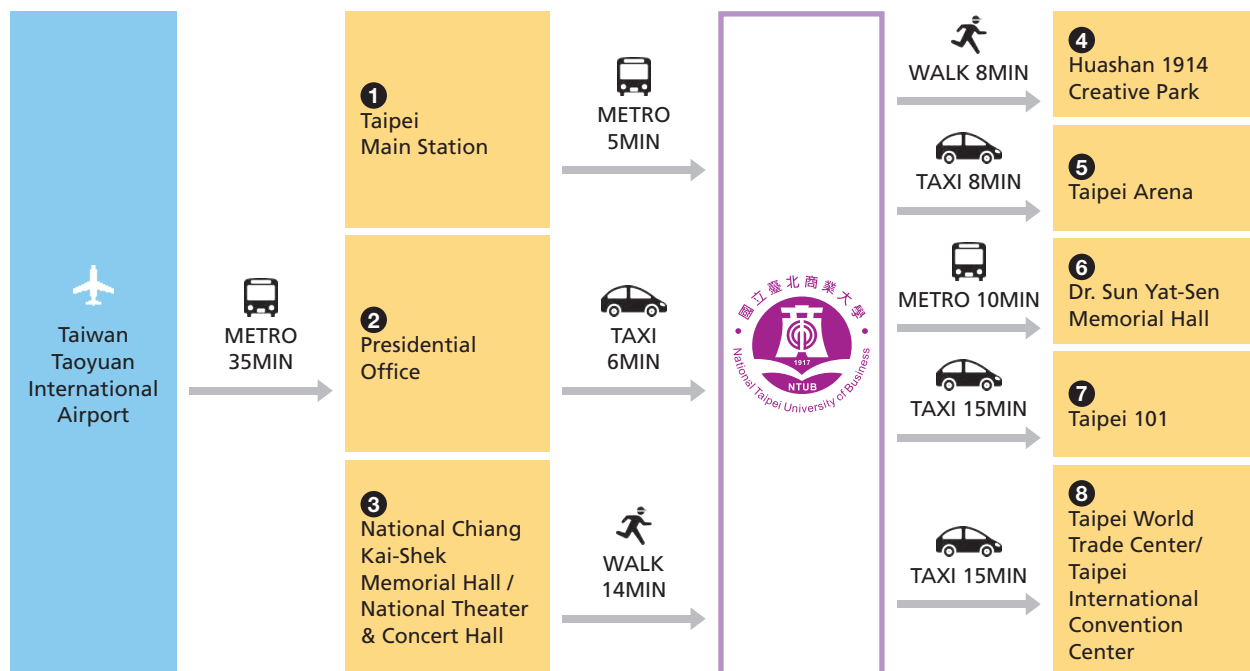 Taiwan
Taoyuan
International
Airport
METRO
35MIN
1
Taipei
Main Station
METRO
5MIN
2
Presidential
Office
TAXI
6MIN
3
National Chiang
Kai-Shek
Memorial Hall /
National Theater
& Concert Hall
WALK
14MIN
國立臺北商業大學
1917
NTUB
National Taipei University of Business
WALK 8MIN
4
Huashan 1914
Creative Park
TAXI 8MIN
5
Taipei Arena
METRO 10MIN
6
Dr. Sun Yat-Sen
Memorial Hall
TAXI 15MIN
7
Taipei 101
TAXI 15MIN
8
Taipei World
Trade Center/
Taipei
International
Convention
Center